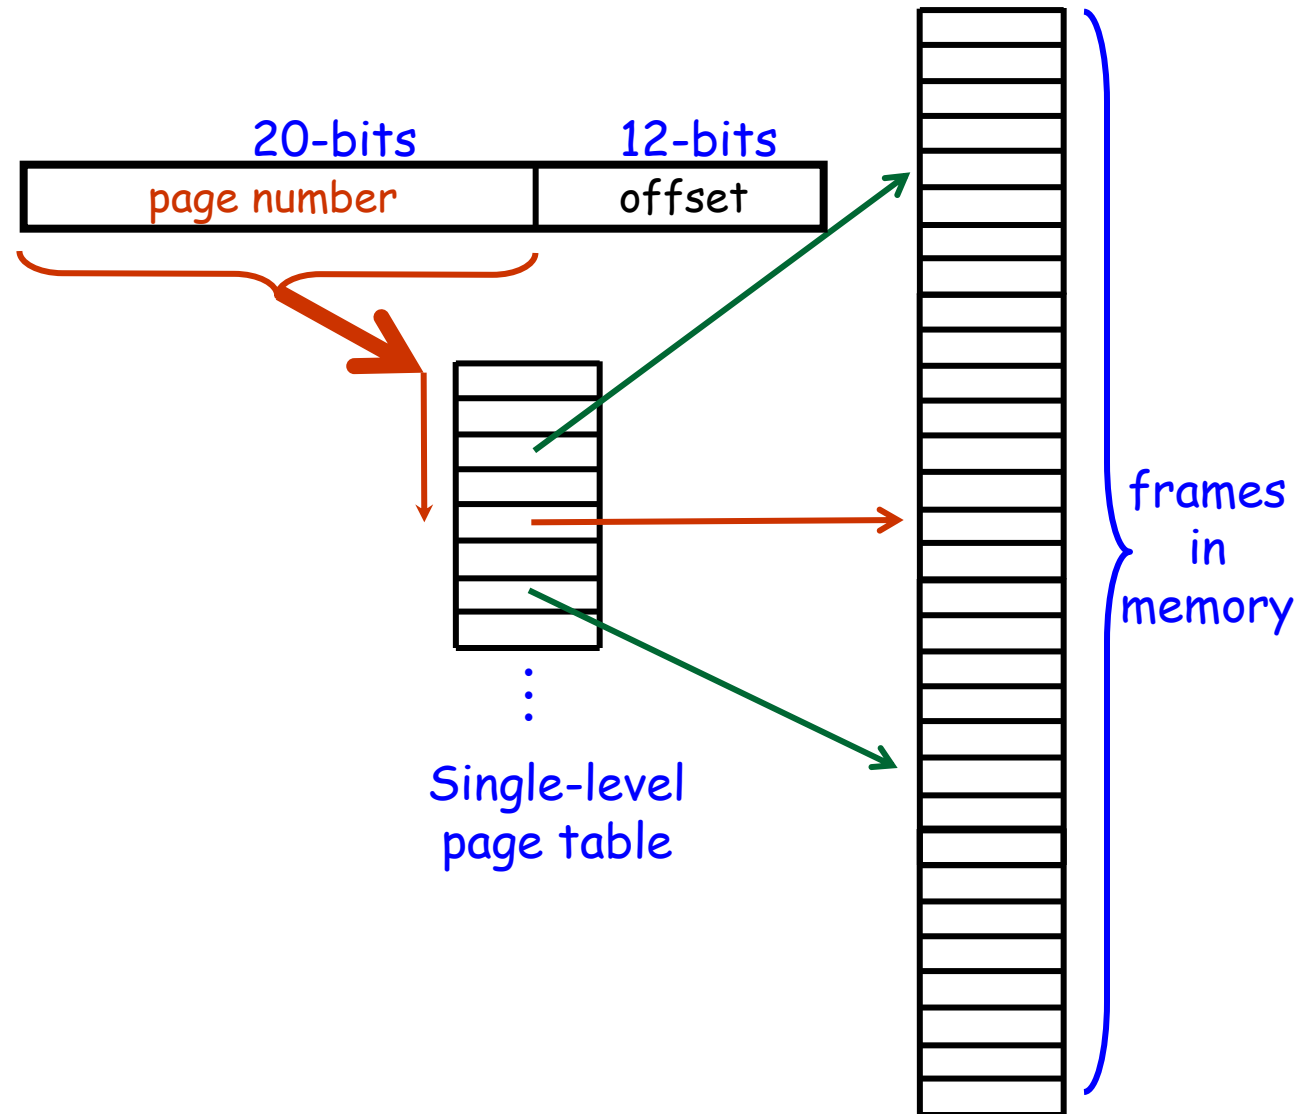 20-bits
12-bits
page number
offset
frames
in
memory
Single-level
page table